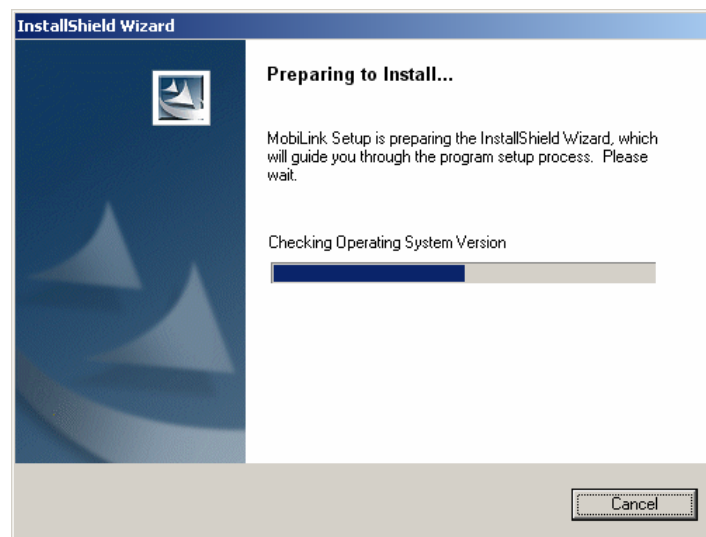 InstallShield Wizard
Preparing to Install...
MobiLink Setup is preparing the InstallShield Wizard, which
will guide you through the program setup process.  Please
wait.
Checking Operating System Version
Cancel